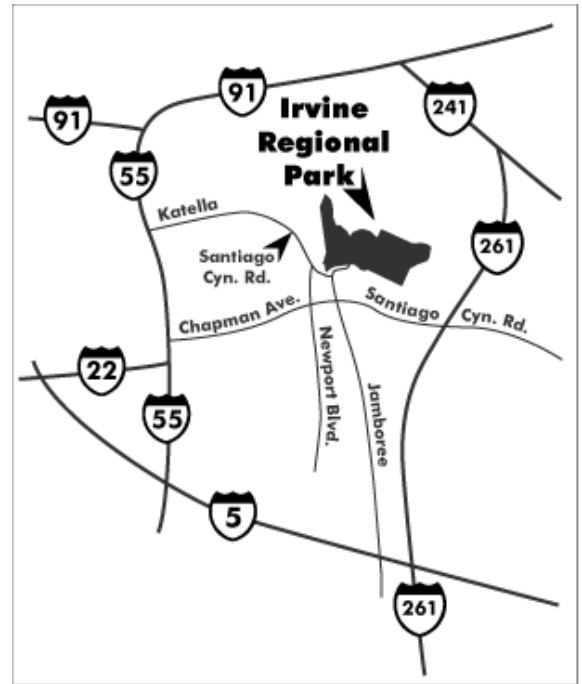 91
91
241
Irvine
Regional
Park
55
Katella
261
Santiago
Cyn. Rd.
Chapman Ave.
Santiago Cyn. Rd.
Newport Blvd.
Jamboree
22
55
5
261